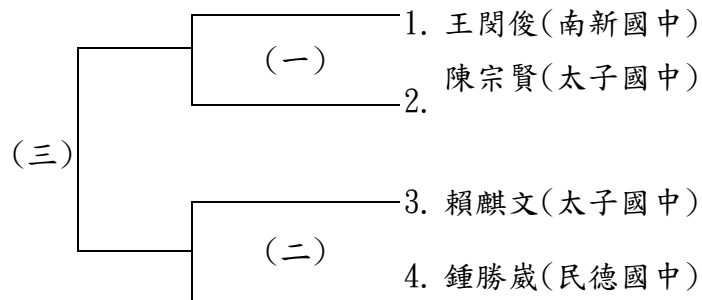 1. 王閔俊(南新國中)
(一)
2. 陳宗賢(太子國中)
(三)
3. 賴麒文(太子國中)
(二)
4. 鍾勝崴(民德國中)